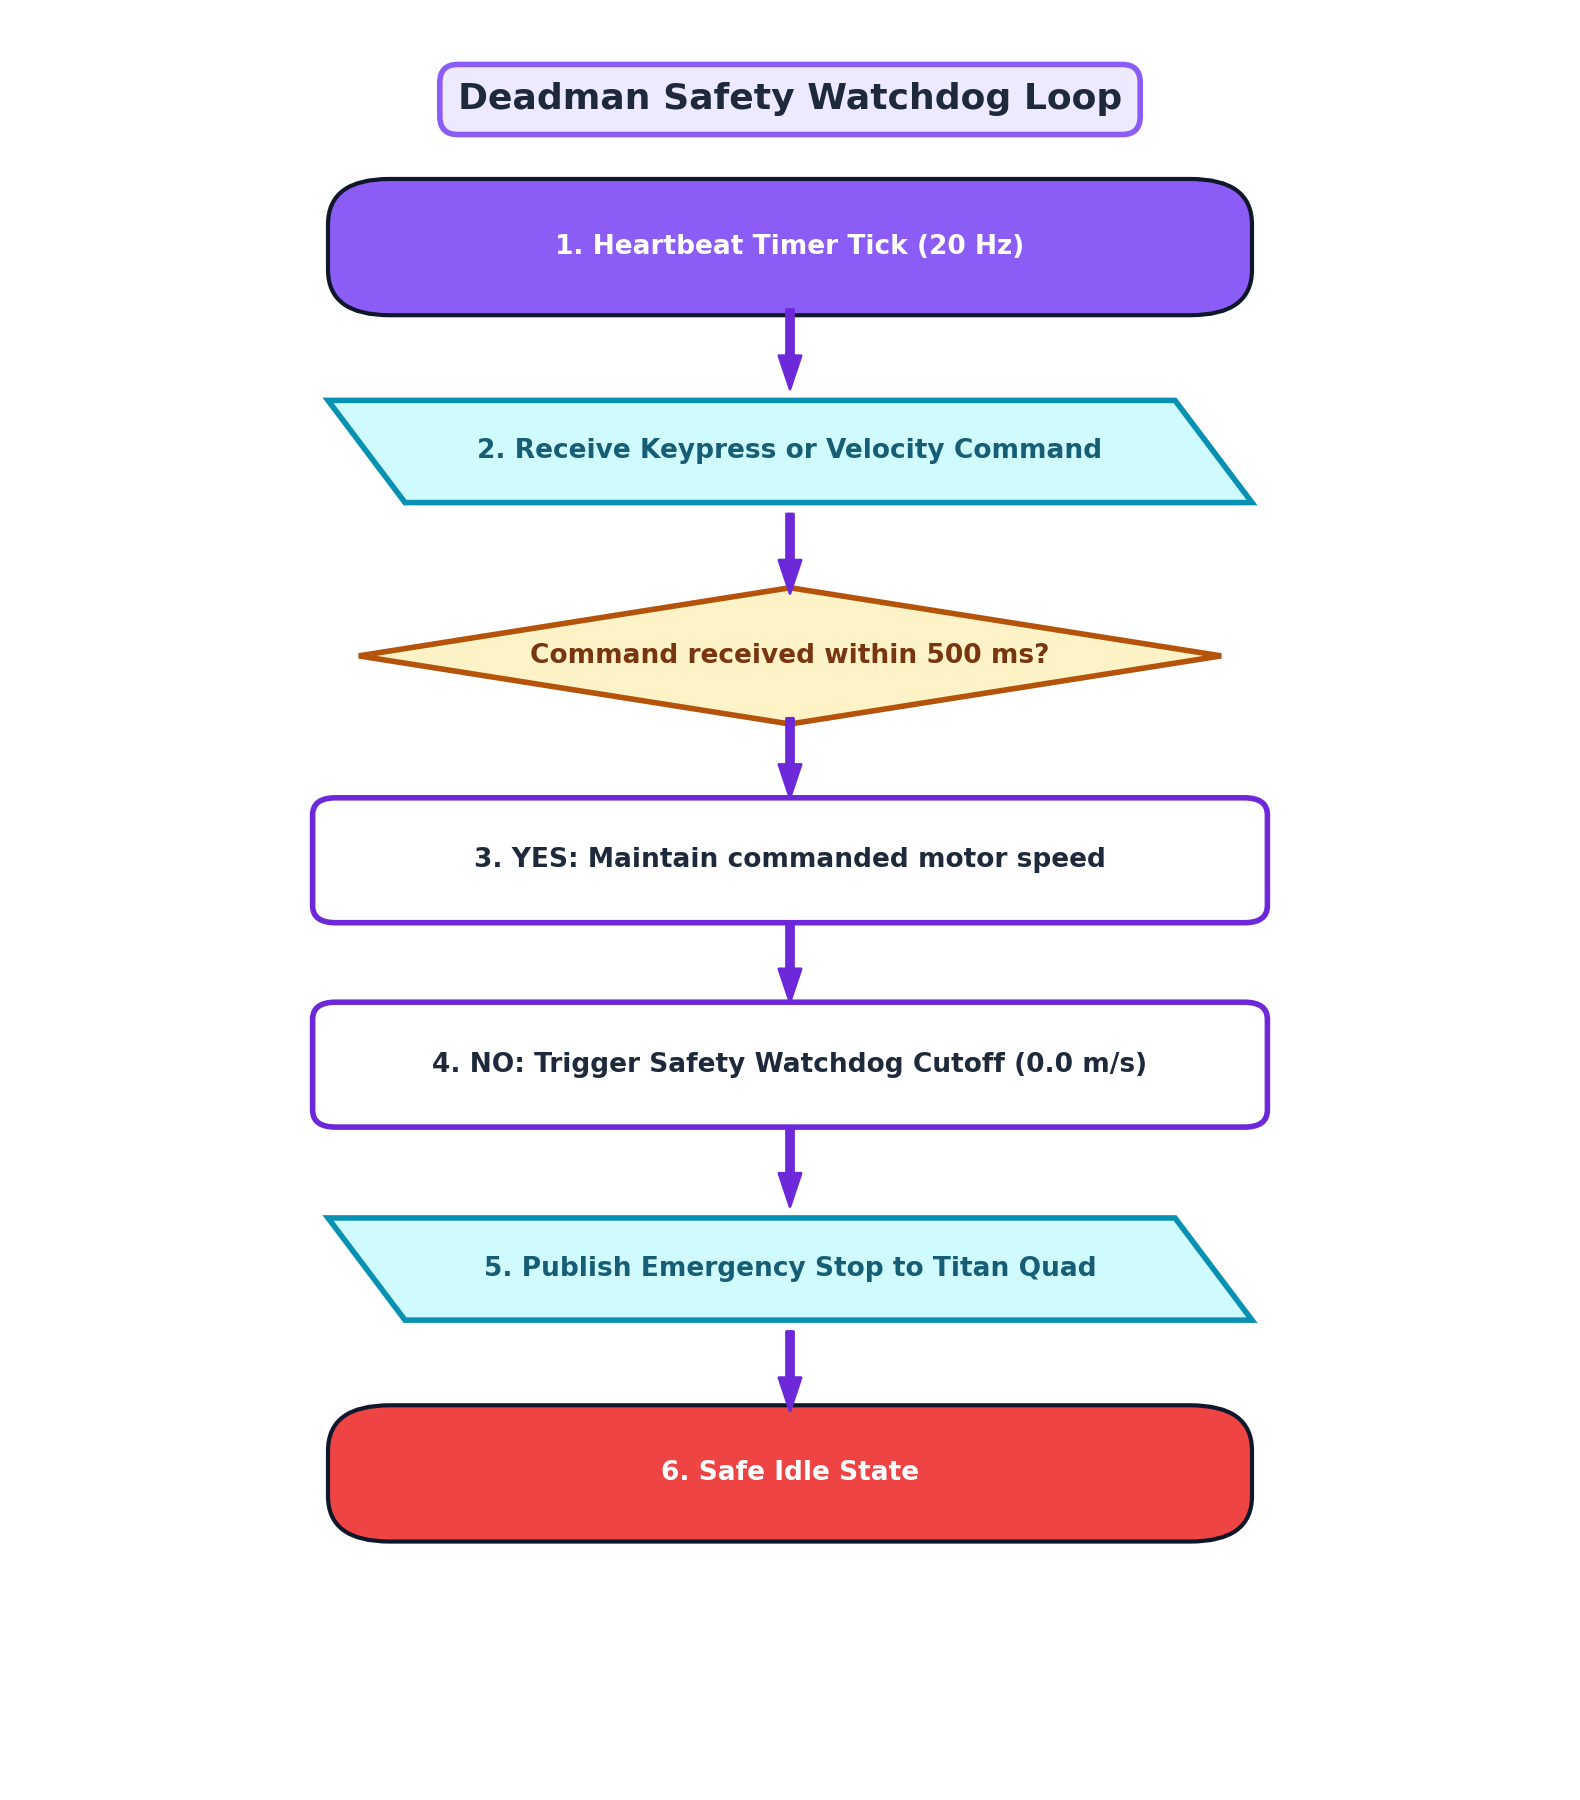 Deadman Safety Watchdog Loop
1. Heartbeat Timer Tick (20 Hz)
2. Receive Keypress or Velocity Command
Command received within 500 ms?
3. YES: Maintain commanded motor speed
4. NO: Trigger Safety Watchdog Cutoff (0.0 m/s)
5. Publish Emergency Stop to Titan Quad
6. Safe Idle State